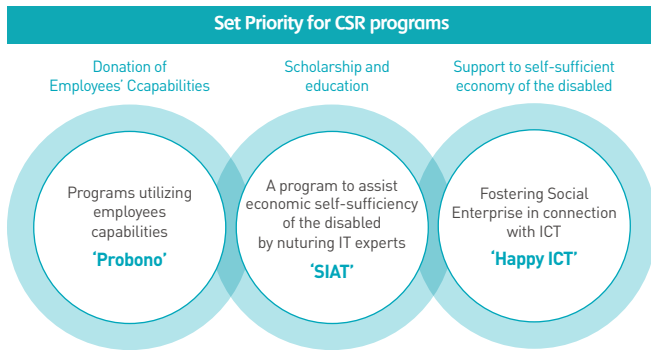 Set Priority for CSR programs
Donation of
Employees’ Ccapabilities
Scholarship and
education
Support to self-sufficient
economy of the disabled
Programs utilizing
employees
capabilities
‘Probono’
A program to assist
economic self-sufficiency
of the disabled
by nuturing IT experts
‘SIAT’
Fostering Social
Enterprise in connection
with ICT
‘Happy ICT’